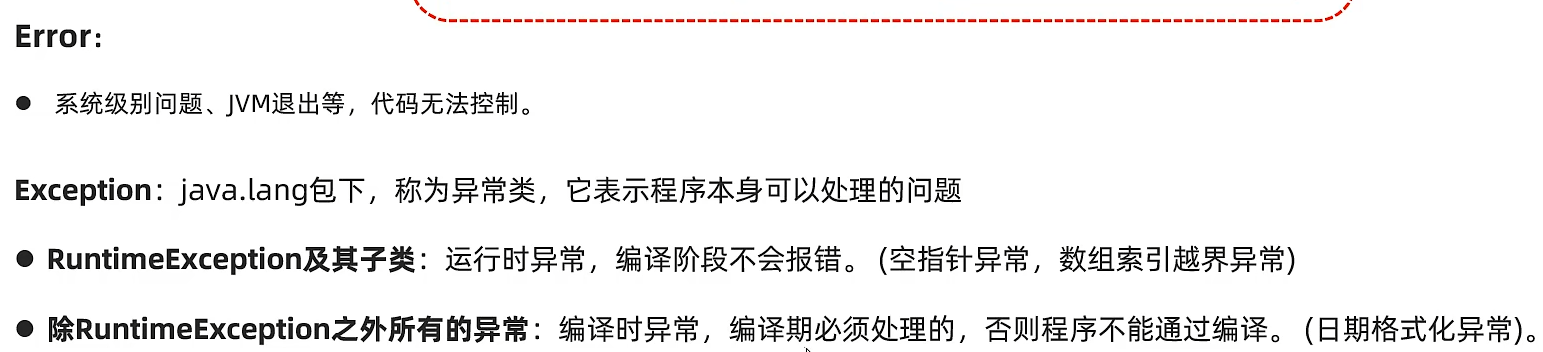 Error：
● 系统级别问题、JVM退出等，代码无法控制。
Exception：java.lang包下，称为异常类，它表示程序本身可以处理的问题
● RuntimeException及其子类：运行时异常，编译阶段不会报错。 (空指针异常，数组索引越界异常)
● 除RuntimeException之外所有的异常：编译时异常，编译期必须处理的，否则程序不能通过编译。 (日期格式化异常)。